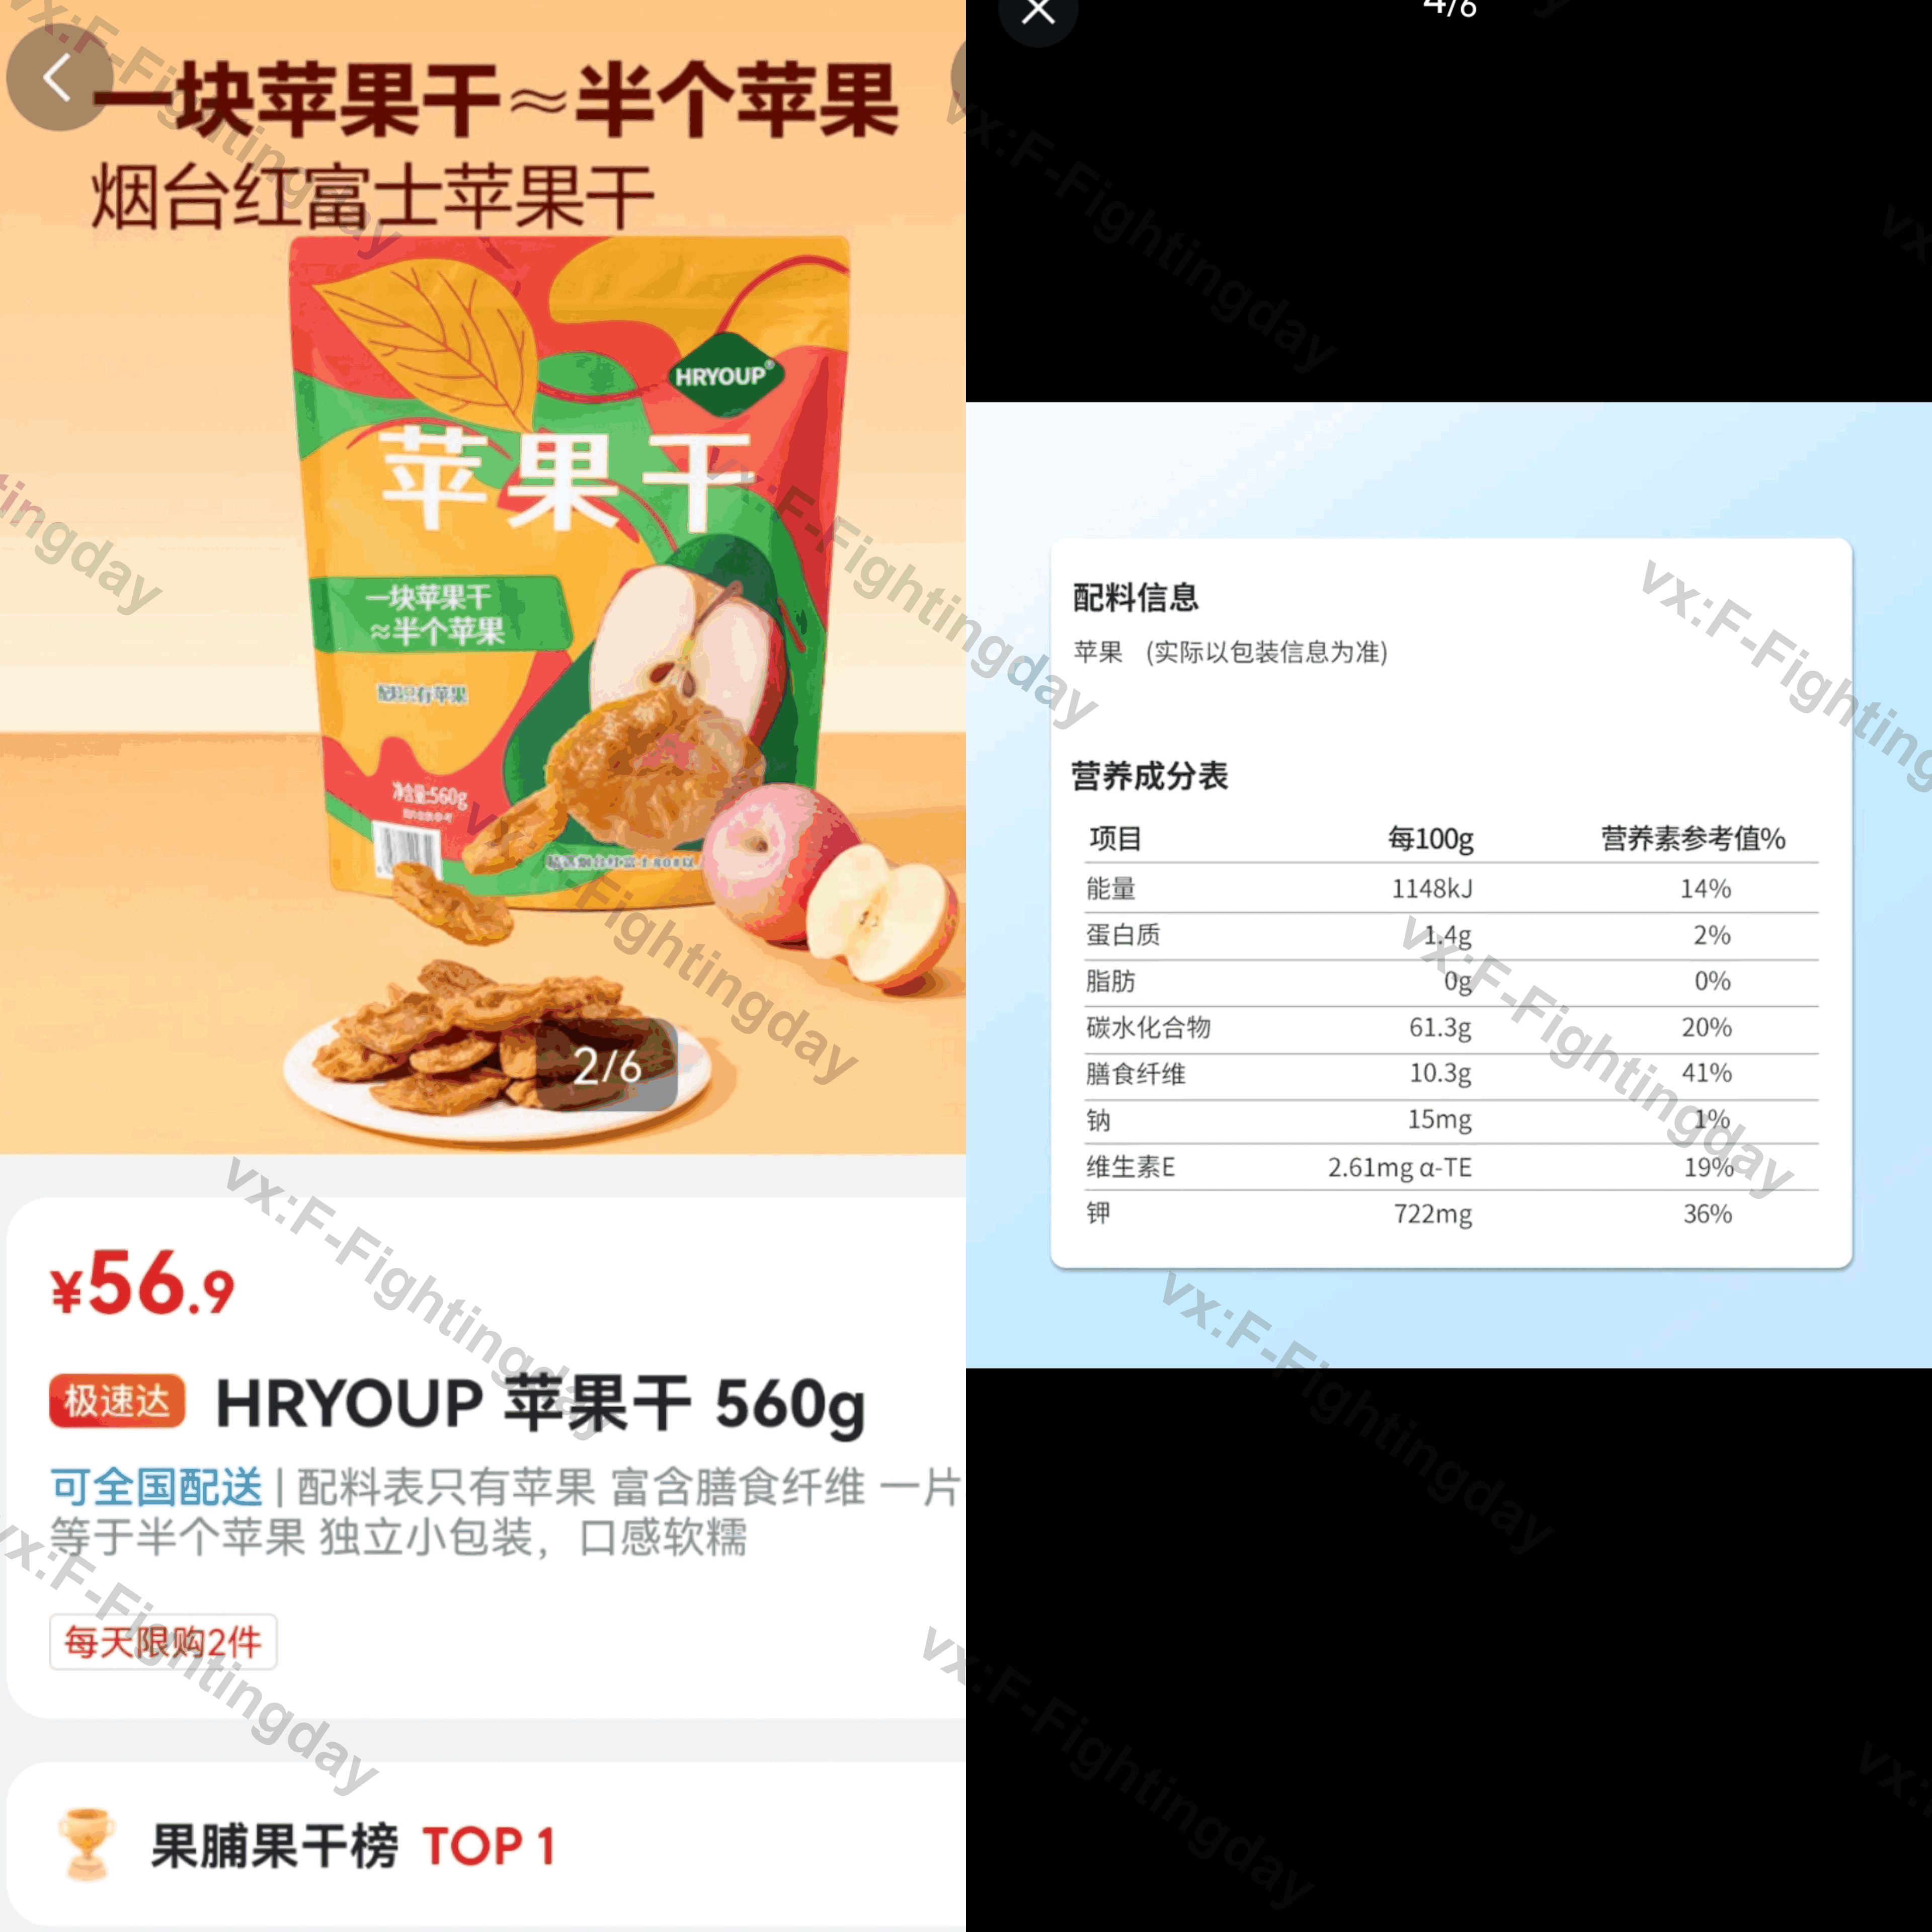 一块苹果干≈半个苹果
烟台红富士苹果干
HRYOUP®
苹果干
一块苹果干
≈半个苹果
配料只有苹果
净含量:560g
2/6
¥56.9
极速达 HRYOUP 苹果干 560g
可全国配送 | 配料表只有苹果 富含膳食纤维 一片
等于半个苹果 独立小包装，口感软糯
每天限购2件
果脯果干榜 TOP 1
4/6
配料信息
苹果 (实际以包装信息为准)
营养成分表
项目 每100g 营养素参考值%
能量 1148kJ 14%
蛋白质 1.4g 2%
脂肪 0g 0%
碳水化合物 61.3g 20%
膳食纤维 10.3g 41%
钠 15mg 1%
维生素E 2.61mg α-TE 19%
钾 722mg 36%
vx:F-Fightingday